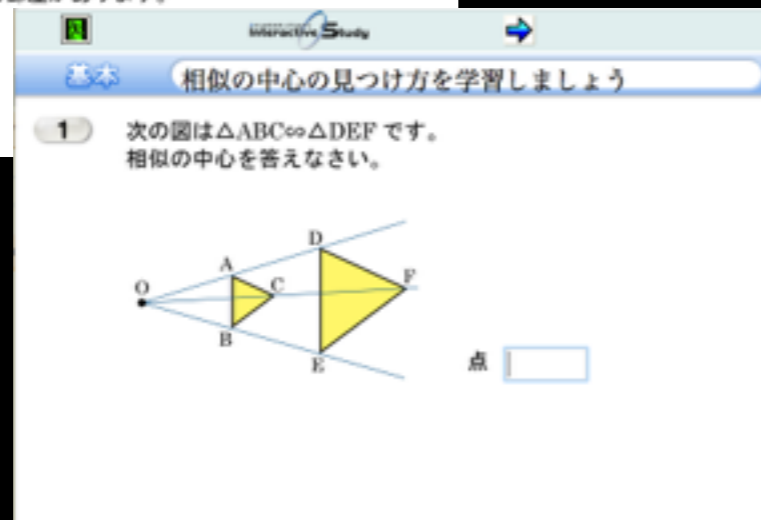 Interactive Study
基本
相似の中心の見つけ方を学習しましょう
1
次の図は△ABC∽△DEF です。
相似の中心を答えなさい。
D
A
F
O
C
B
E
点